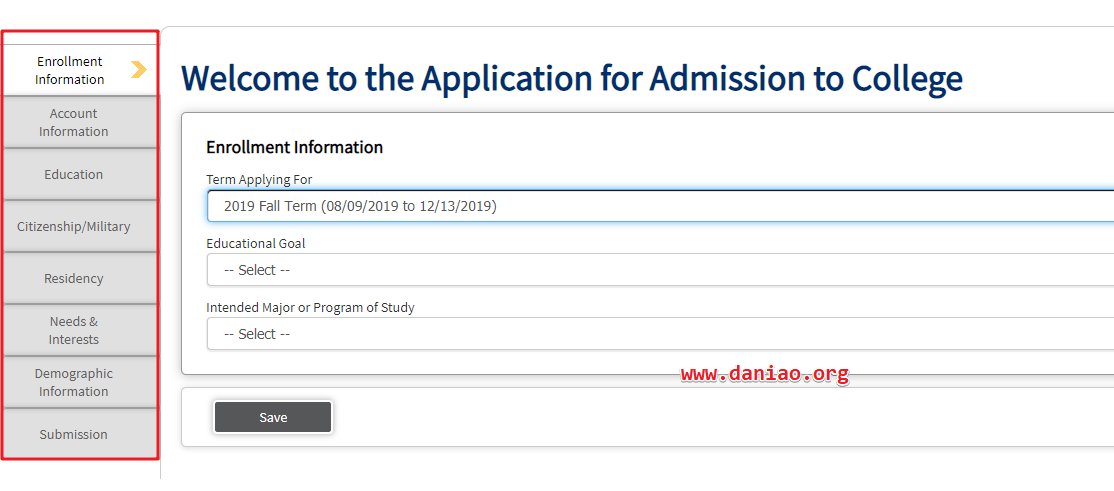 Enrollment
Information
Account
Information
Education
Citizenship/Military
Residency
Needs &
Interests
Demographic
Information
Submission
Welcome to the Application for Admission to College
Enrollment Information
Term Applying For
2019 Fall Term (08/09/2019 to 12/13/2019)
Educational Goal
-- Select --
Intended Major or Program of Study
-- Select --
www.daniao.org
Save